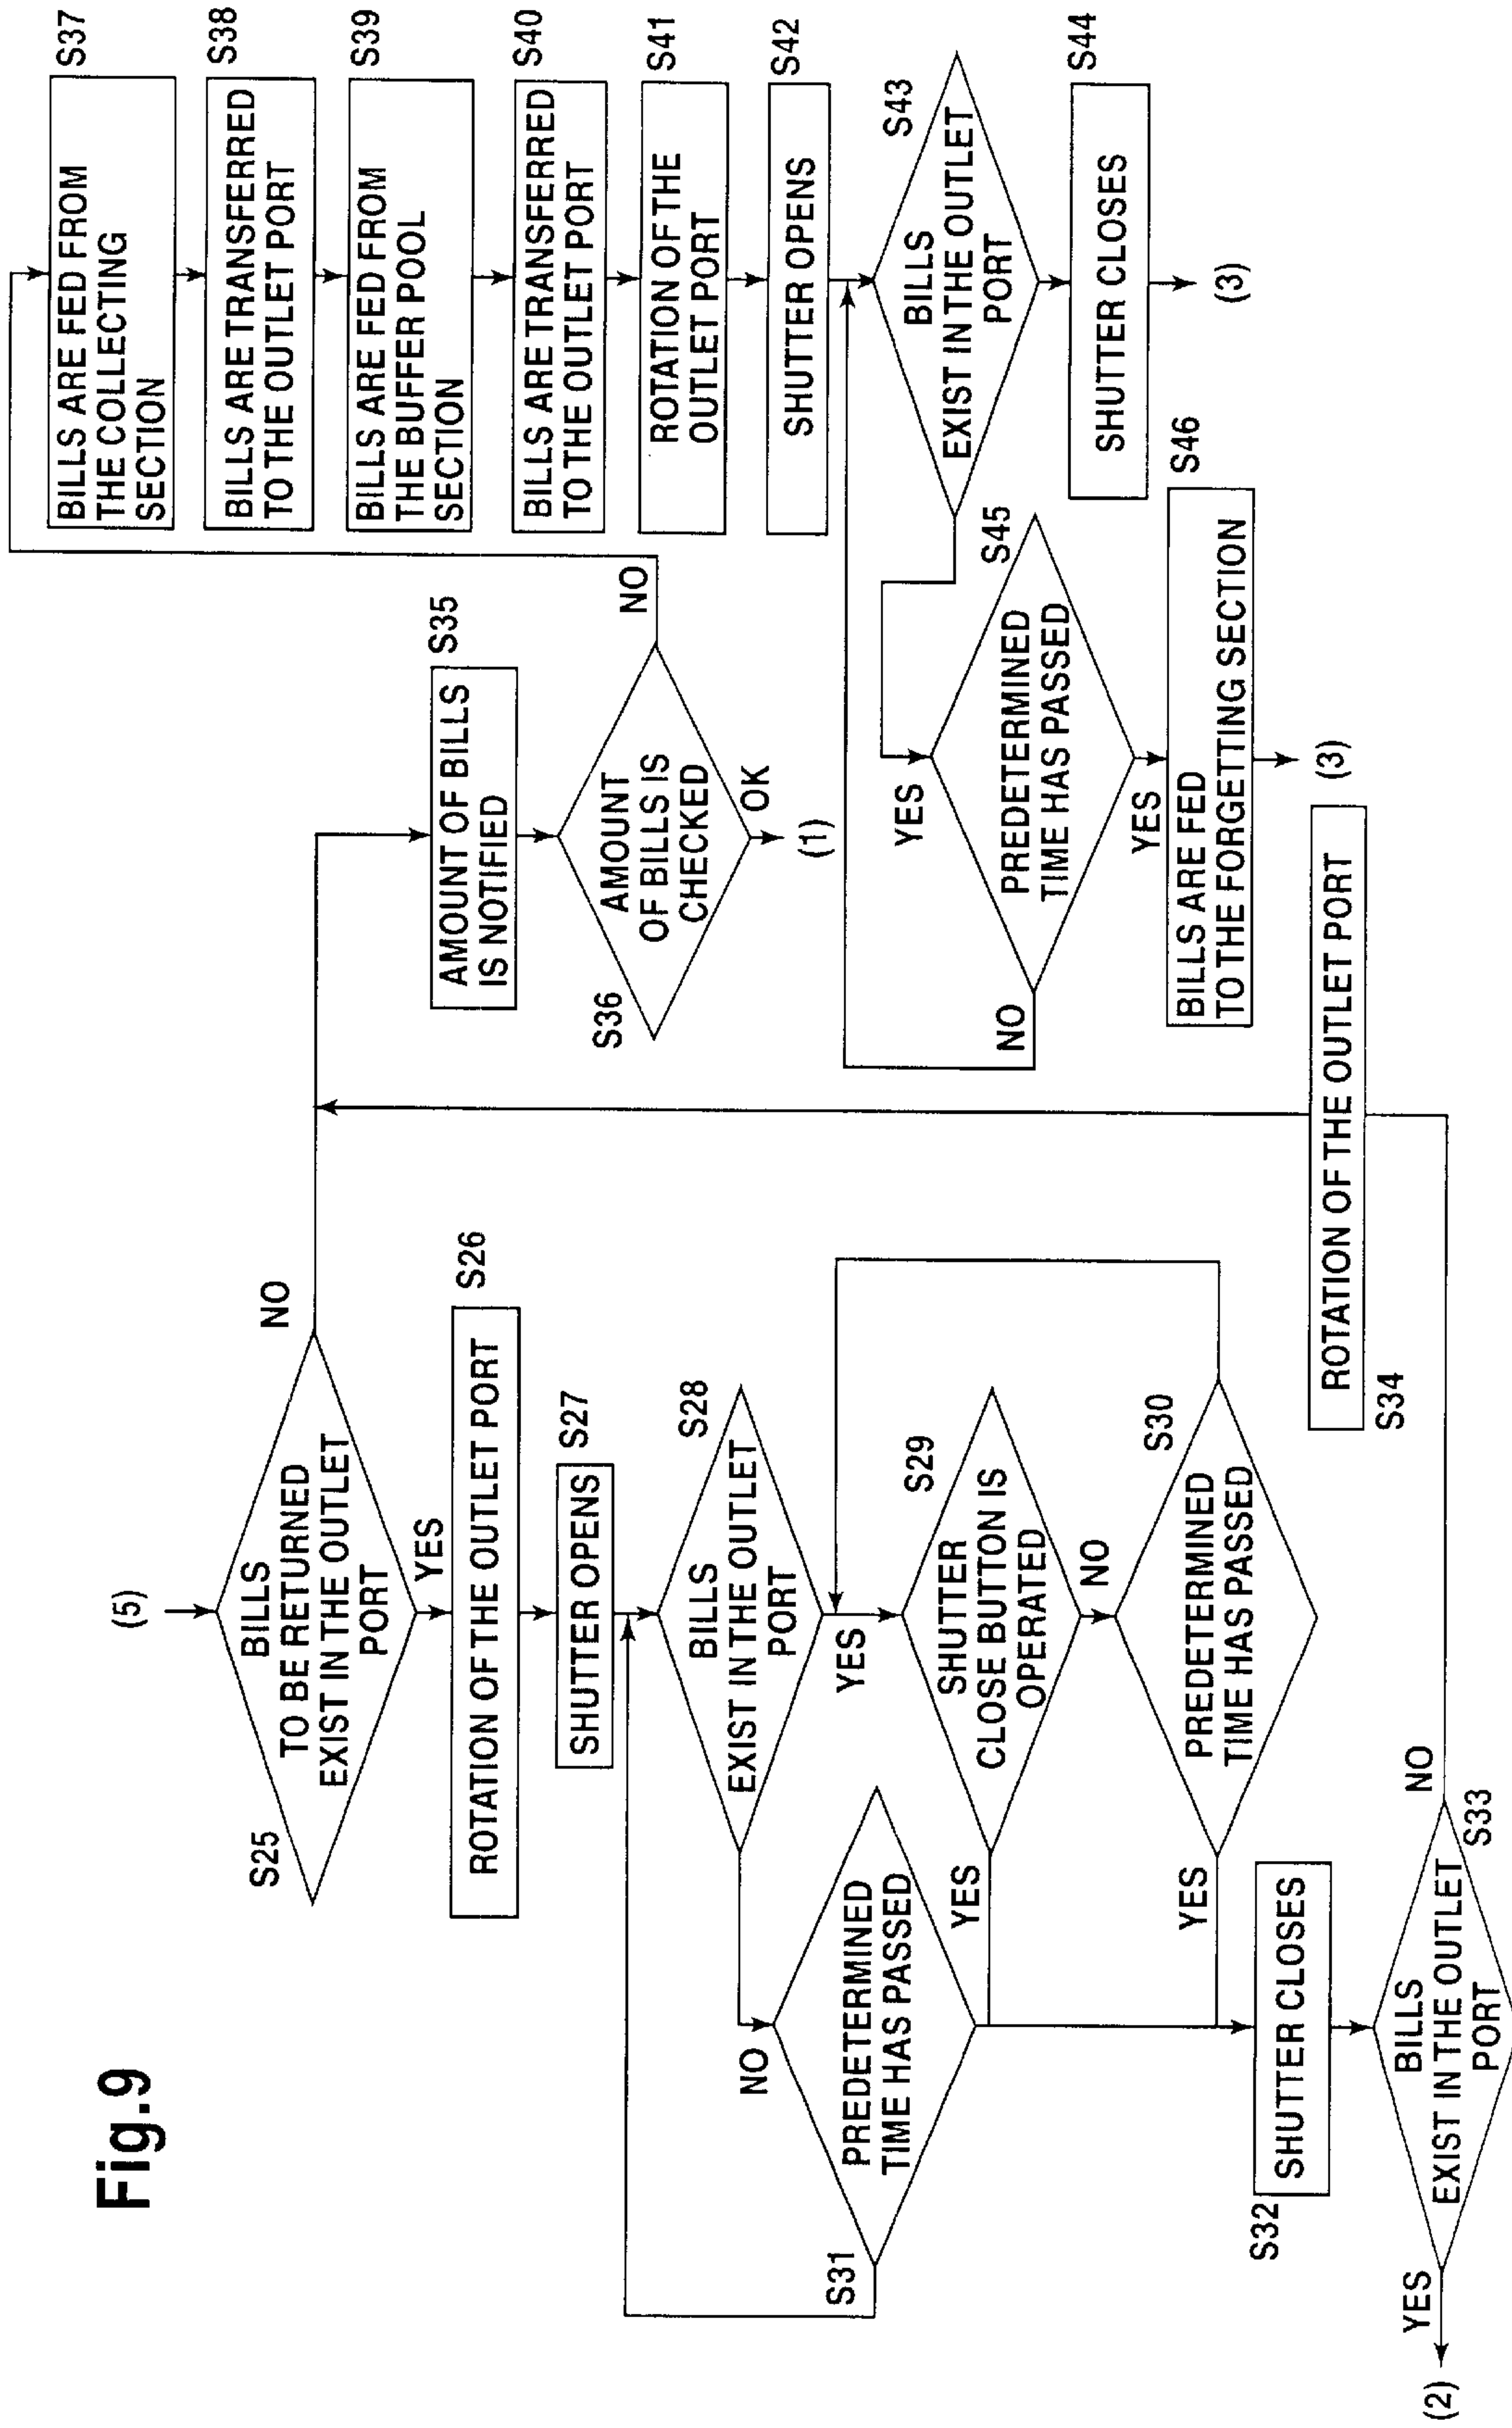 Fig.9
(5)
S25
BILLS
TO BE RETURNED
EXIST IN THE OUTLET
PORT
NO
YES
S26
ROTATION OF THE OUTLET PORT
S27
SHUTTER OPENS
S28
BILLS
EXIST IN THE OUTLET
PORT
NO
YES
S31
PREDETERMINED
TIME HAS PASSED
S29
SHUTTER
CLOSE BUTTON IS
OPERATED
YES
NO
S30
PREDETERMINED
TIME HAS PASSED
YES
S32
SHUTTER CLOSES
S33
BILLS
EXIST IN THE OUTLET
PORT
YES
(2)
NO
S34
ROTATION OF THE OUTLET PORT
S35
AMOUNT OF BILLS
IS NOTIFIED
S36
AMOUNT
OF BILLS IS
CHECKED
NO
OK
(1)
S37
BILLS ARE FED FROM
THE COLLECTING
SECTION
S38
BILLS ARE TRANSFERRED
TO THE OUTLET PORT
S39
BILLS ARE FED FROM
THE BUFFER POOL
SECTION
S40
BILLS ARE TRANSFERRED
TO THE OUTLET PORT
S41
ROTATION OF THE
OUTLET PORT
S42
SHUTTER OPENS
S43
BILLS
EXIST IN THE OUTLET
PORT
S44
SHUTTER CLOSES
(3)
YES
S45
PREDETERMINED
TIME HAS PASSED
NO
YES
S46
BILLS ARE FED
TO THE FORGETTING SECTION
(3)